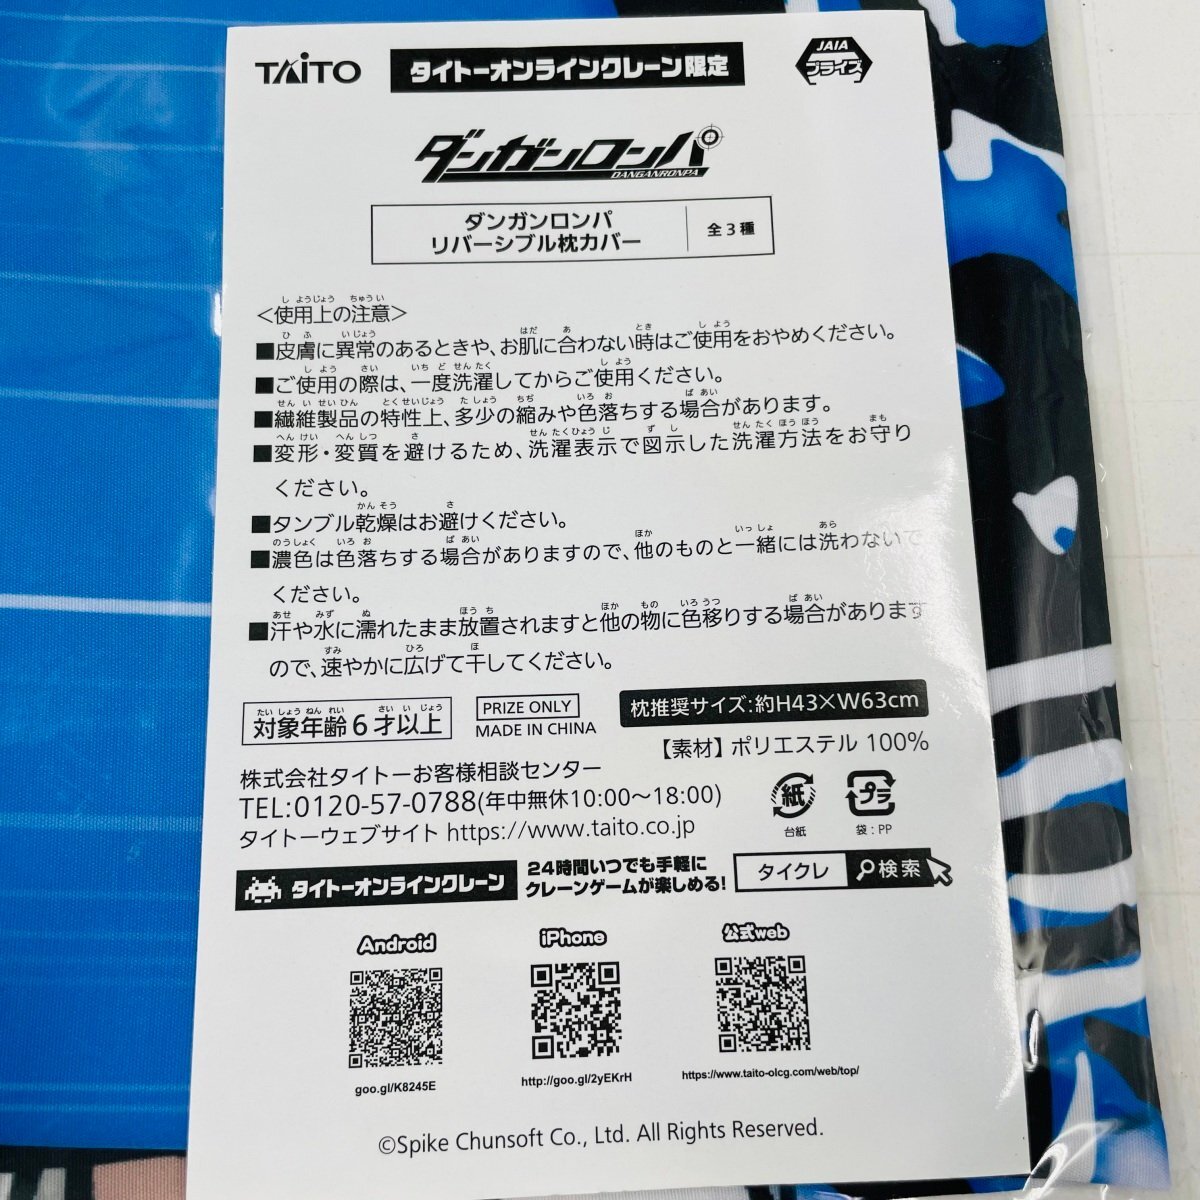 TAITO タイトーオンラインクレーン限定 JAIA プライズ
ダンガンロンパ
DANGANRONPA
ダンガンロンパ
リバーシブル枕カバー 全3種
<使用上の注意>
■皮膚に異常のあるときや、お肌に合わない時はご使用をおやめください。
■ご使用の際は、一度洗濯してからご使用ください。
■繊維製品の特性上、多少の縮みや色落ちする場合があります。
■変形・変質を避けるため、洗濯表示で図示した洗濯方法をお守り
ください。
■タンブル乾燥はお避けください。
■濃色は色落ちする場合がありますので、他のものと一緒には洗わないで
ください。
■汗や水に濡れたまま放置されますと他の物に色移りする場合があります
ので、速やかに広げて干してください。
対象年齢6才以上
PRIZE ONLY
MADE IN CHINA
枕推奨サイズ:約H43×W63cm
【素材】ポリエステル 100%
株式会社タイトーお客様相談センター
TEL:0120-57-0788(年中無休10:00〜18:00)
タイトーウェブサイト https://www.taito.co.jp
紙
台紙
プラ
袋:PP
タイトーオンラインクレーン
24時間いつでも手軽に
クレーンゲームが楽しめる!
タイクレ 検索
Android
iPhone
公式web
goo.gl/K8245E
http://goo.gl/2yEKrH
https://www.taito-olcg.com/web/top/
©Spike Chunsoft Co., Ltd. All Rights Reserved.